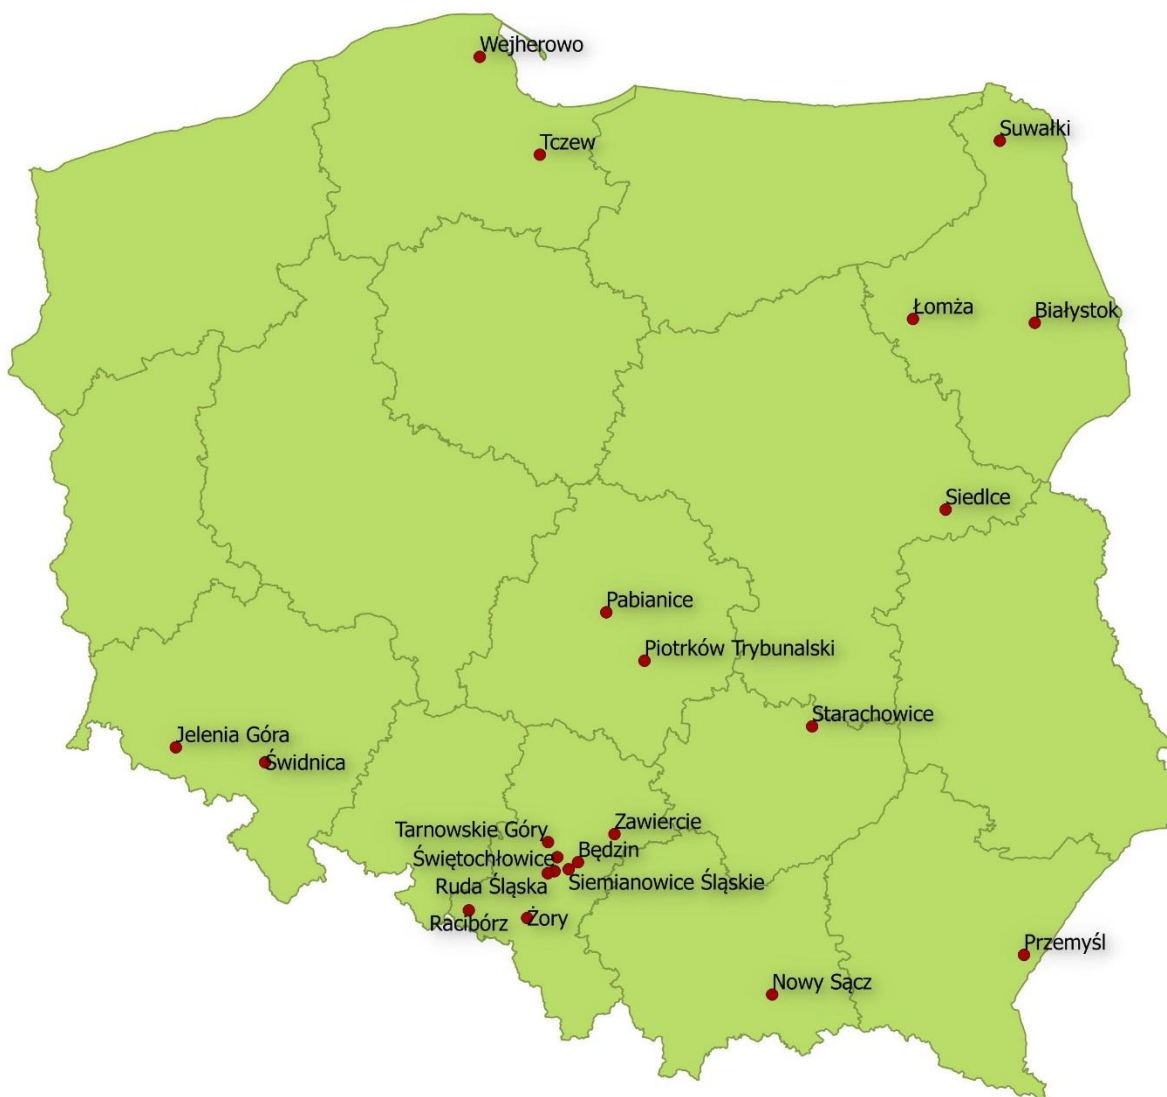 Wejherowo
Tczew
Suwałki
Łomża
Białystok
Siedlce
Pabianice
Piotrków Trybunalski
Starachowice
Jelenia Góra
Świdnica
Zawiercie
Tarnowskie Góry
Będzin
Świętochłowice
Siemianowice Śląskie
Ruda Śląska
Racibórz
Żory
Przemyśl
Nowy Sącz